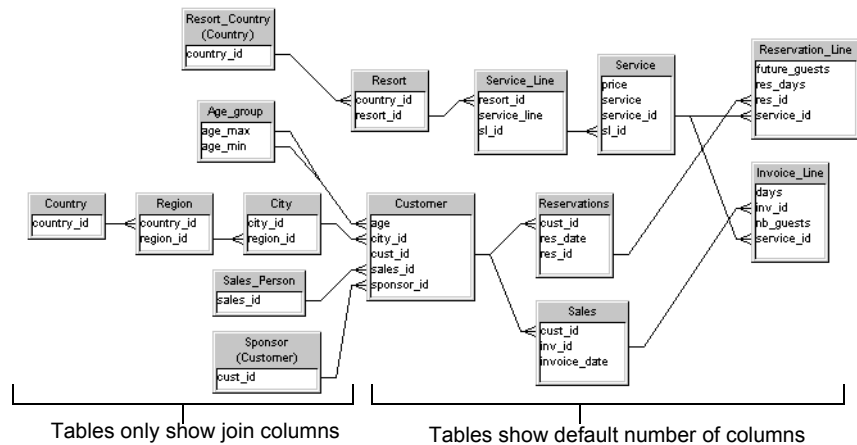 Resort_Country
(Country)
country_id
Resort
country_id
resort_id
Service_Line
resort_id
service_line
sl_id
Service
price
service
service_id
sl_id
Reservation_Line
future_guests
res_days
res_id
service_id
Age_group
age_max
age_min
Country
country_id
Region
country_id
region_id
City
city_id
region_id
Customer
age
city_id
cust_id
sales_id
sponsor_id
Reservations
cust_id
res_date
res_id
Invoice_Line
days
inv_id
nb_guests
service_id
Sales_Person
sales_id
Sponsor
(Customer)
cust_id
Sales
cust_id
inv_id
invoice_date
Tables only show join columns
Tables show default number of columns